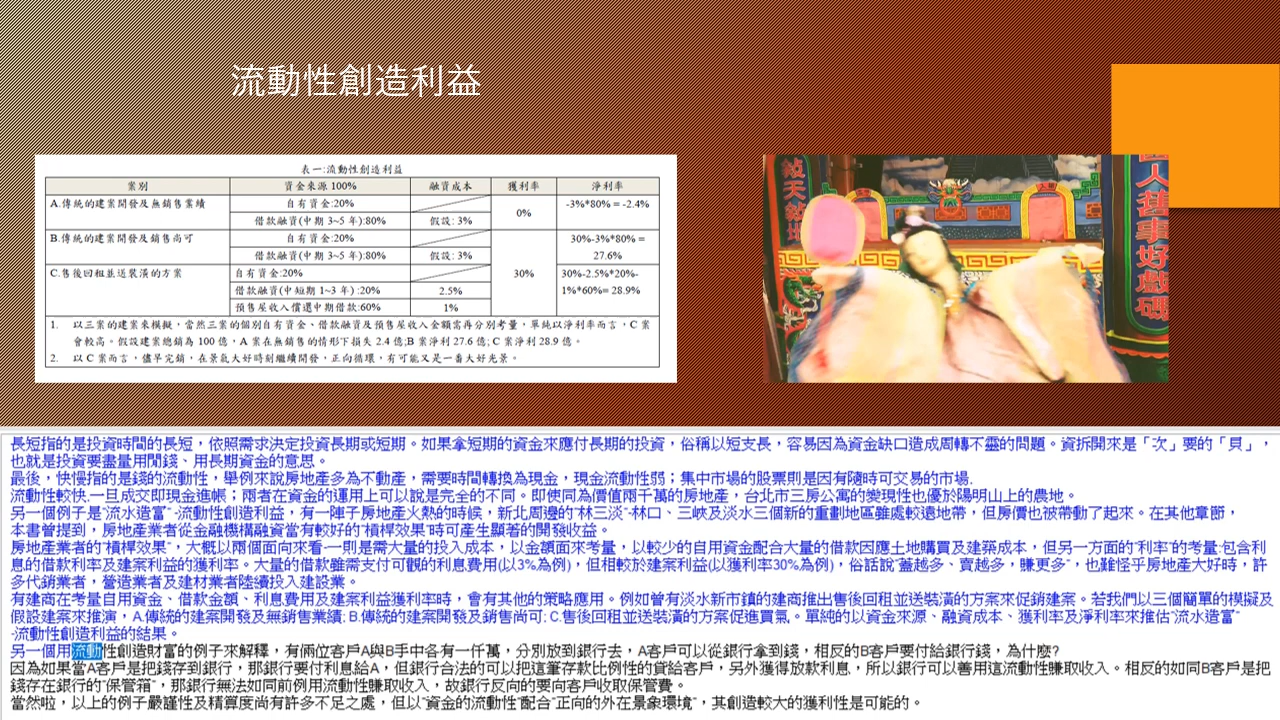 流動性創造利益
表一:流動性創造利益
案別 資金來源 100% 融資成本 獲利率 淨利率
A.傳統的建案開發及無銷售業績 自有資金:20% 0% -3%*80% = -2.4%
借款融資(中期 3~5 年):80% 假設: 3%
B.傳統的建案開發及銷售尚可 自有資金:20% 30% 30%-3%*80% =
借款融資(中期 3~5 年):80% 假設: 3% 27.6%
C.售後回租並送裝潢的方案 自有資金:20% 30%-2.5%*20%-
借款融資(中短期 1~3 年) :20% 2.5% 1%*60%= 28.9%
預售屋收入償還中期借款:60% 1%
1. 以三案的建案來模擬，當然三案的個別自有資金、借款融資及預售屋收入金額需再分別考量，單純以淨利率而言，C 案
會較高。假設建案總銷為 100 億，A 案在無銷售的情形下損失 2.4 億;B 案淨利 27.6 億; C 案淨利 28.9 億。
2. 以 C 案而言，儘早完銷，在景氣大好時刻繼續開發，正向循環，有可能又是一番大好光景。
敲天鼓地
人舊事好戲碼
長短指的是投資時間的長短，依照需求決定投資長期或短期。如果拿短期的資金來應付長期的投資，俗稱以短支長，容易因為資金缺口造成周轉不靈的問題。資拆開來是「次」要的「貝」，
也就是投資要盡量用閒錢、用長期資金的意思。
最後，快慢指的是錢的流動性，舉例來說房地產多為不動產，需要時間轉換為現金，現金流動性弱；集中市場的股票則是因有隨時可交易的市場.
流動性較快.一旦成交即現金進帳；兩者在資金的運用上可以說是完全的不同。即使同為價值兩千萬的房地產，台北市三房公寓的變現性也優於陽明山上的農地。
另一個例子是"流水造富" -流動性創造利益，有一陣子房地產火熱的時候，新北周邊的"林三淡"-林口、三峽及淡水三個新的重劃地區雖處較遠地帶，但房價也被帶動了起來。在其他章節，
本書曾提到，房地產業者從金融機構融資當有較好的"槓桿效果"時可產生顯著的開發收益。
房地產業者的"槓桿效果"，大概以兩個面向來看-一則是需大量的投入成本，以金額面來考量，以較少的自用資金配合大量的借款因應土地購買及建築成本，但另一方面的"利率"的考量:包含利
息的借款利率及建案利益的獲利率。大量的借款雖需支付可觀的利息費用(以3%為例)，但相較於建案利益(以獲利率30%為例)，俗話說"蓋越多、賣越多，賺更多"，也難怪乎房地產大好時，許
多代銷業者，營造業者及建材業者陸續投入建設業。
有建商在考量自用資金、借款金額、利息費用及建案利益獲利率時，會有其他的策略應用。例如曾有淡水新市鎮的建商推出售後回租並送裝潢的方案來促銷建案。若我們以三個簡單的模擬及
假設建案來推演，A.傳統的建案開發及無銷售業績; B.傳統的建案開發及銷售尚可; C.售後回租並送裝潢的方案促進買氣。單純的以資金來源、融資成本、獲利率及淨利率來推估"流水造富"
-流動性創造利益的結果。
另一個用流動性創造財富的例子來解釋，有倆位客戶A與B手中各有一仟萬，分別放到銀行去，A客戶可以從銀行拿到錢，相反的B客戶要付給銀行錢，為什麼?
因為如果當A客戶是把錢存到銀行，那銀行要付利息給A，但銀行合法的可以把這筆存款比例性的貸給客戶，另外獲得放款利息，所以銀行可以善用這流動性賺取收入。相反的如同B客戶是把
錢存在銀行的"保管箱"，那銀行無法如同前例用流動性賺取收入，故銀行反向的要向客戶收取保管費。
當然啦，以上的例子嚴謹性及精算度尚有許多不足之處，但以"資金的流動性"配合"正向的外在景象環境"，其創造較大的獲利性是可能的。